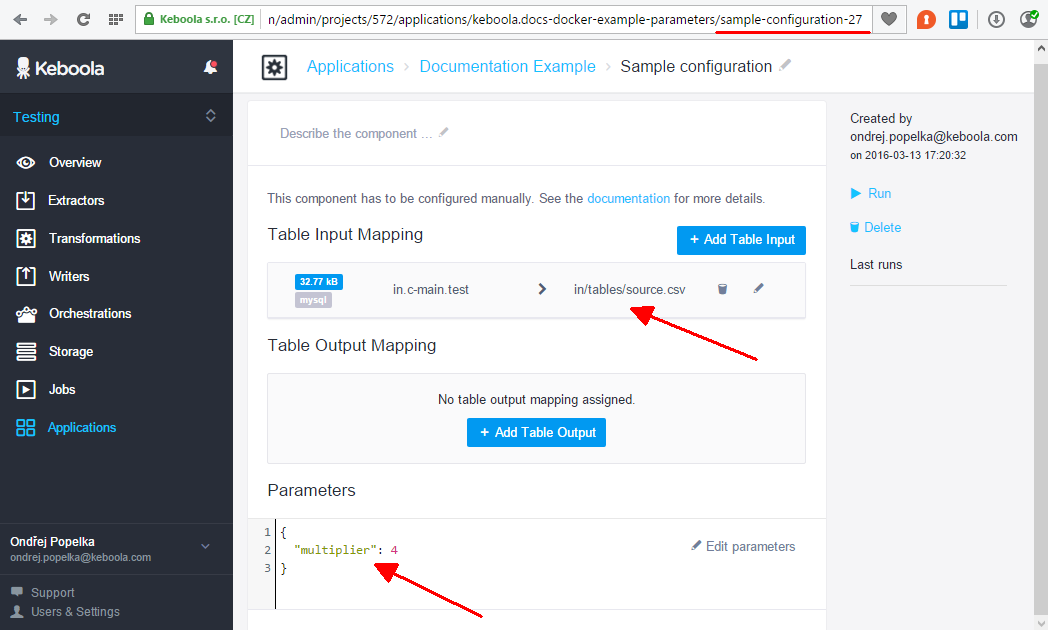 Keboola s.r.o. [CZ] n/admin/projects/572/applications/keboola.docs-docker-example-parameters/sample-configuration-27
Keboola
Applications > Documentation Example > Sample configuration
Testing
Overview
Extractors
Transformations
Writers
Orchestrations
Storage
Jobs
Applications
Ondřej Popelka
ondrej.popelka@keboola.com
Support
Users & Settings
Describe the component ...
This component has to be configured manually. See the documentation for more details.
Table Input Mapping
+ Add Table Input
32.77 kB
mysql
in.c-main.test
in/tables/source.csv
Table Output Mapping
No table output mapping assigned.
+ Add Table Output
Parameters
1 {
2 "multiplier": 4
3 }
Edit parameters
Created by
ondrej.popelka@keboola.com
on 2016-03-13 17:20:32
Run
Delete
Last runs